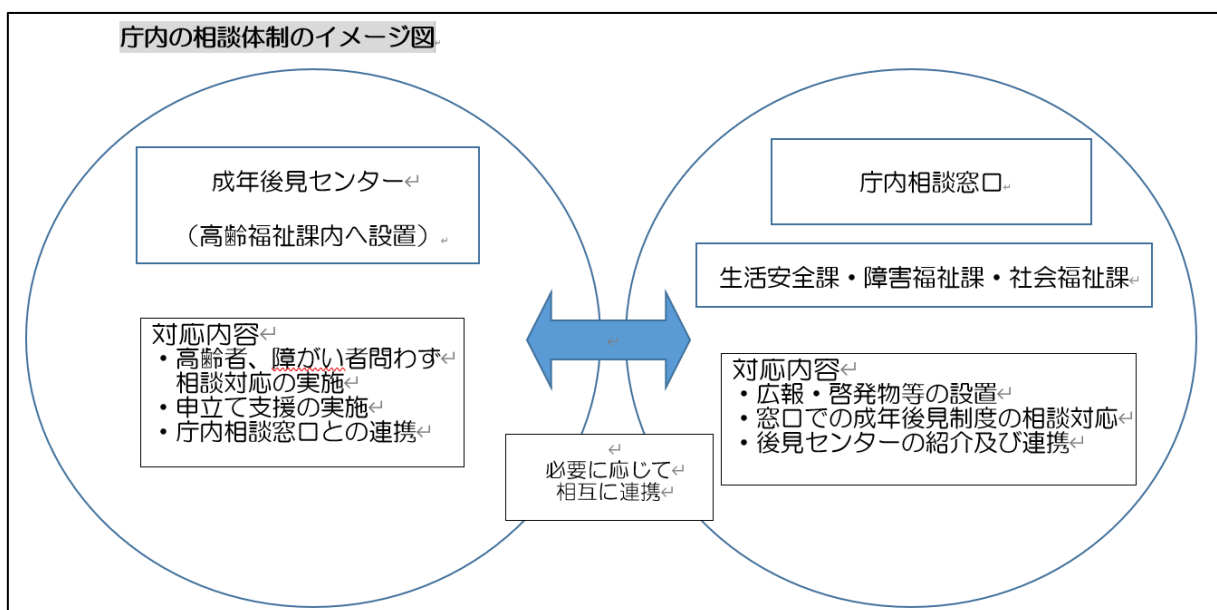 庁内の相談体制のイメージ図
成年後見センター
（高齢福祉課内へ設置）
対応内容
・高齢者、障がい者問わず
相談対応の実施
・申立て支援の実施
・庁内相談窓口との連携
必要に応じて
相互に連携
庁内相談窓口
生活安全課・障害福祉課・社会福祉課
対応内容
・広報・啓発物等の設置
・窓口での成年後見制度の相談対応
・後見センターの紹介及び連携